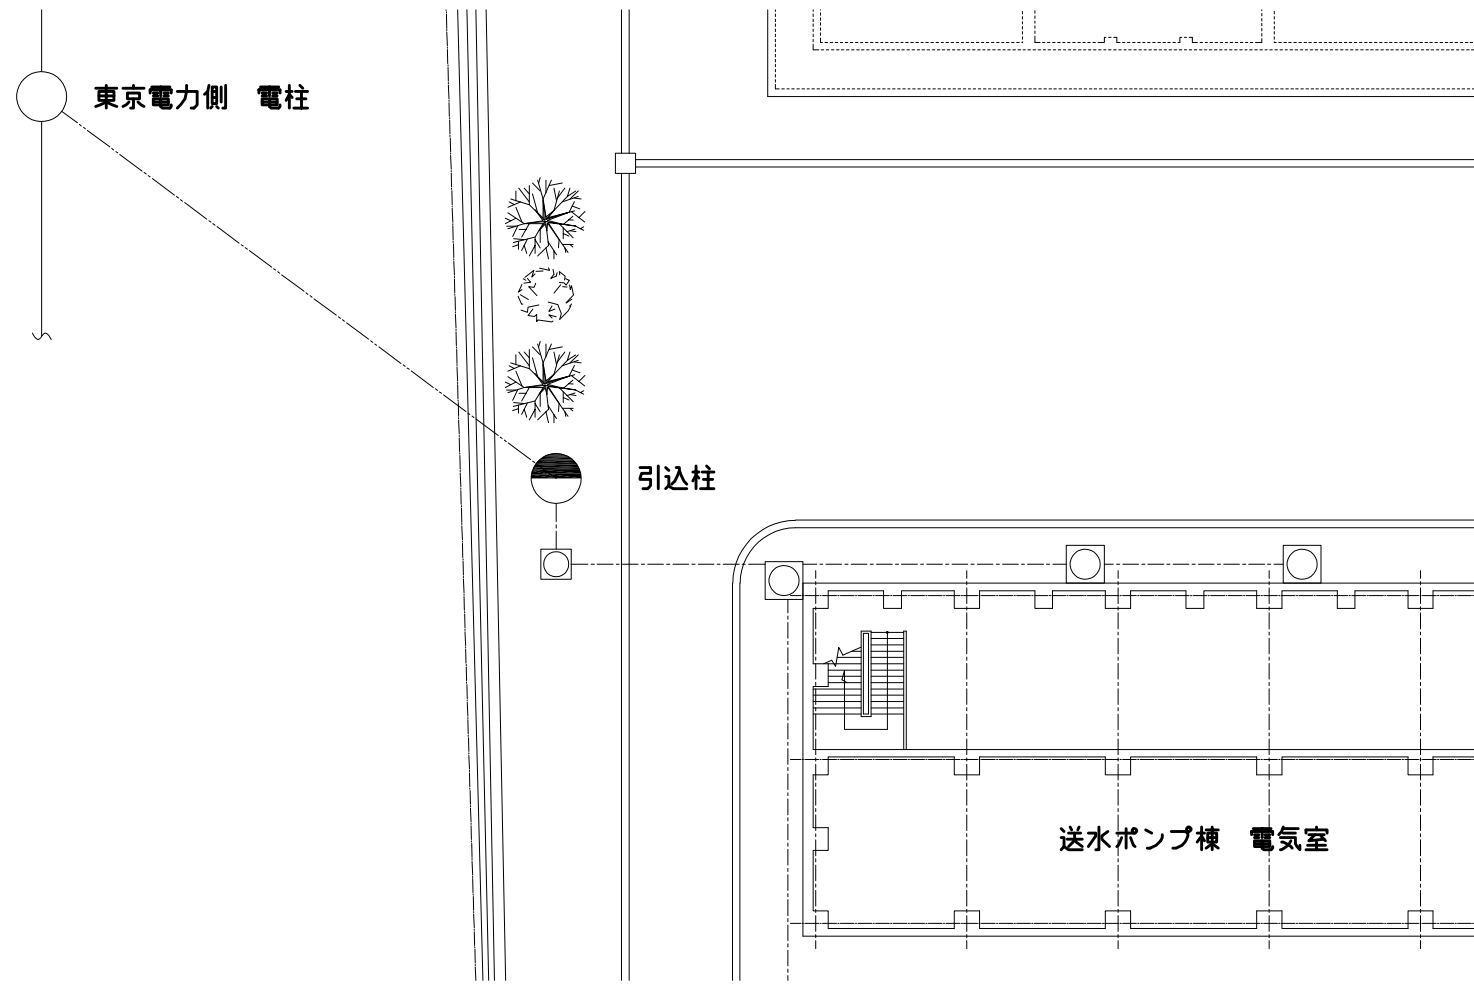 東京電力側　電柱
引込柱
送水ポンプ棟　電気室